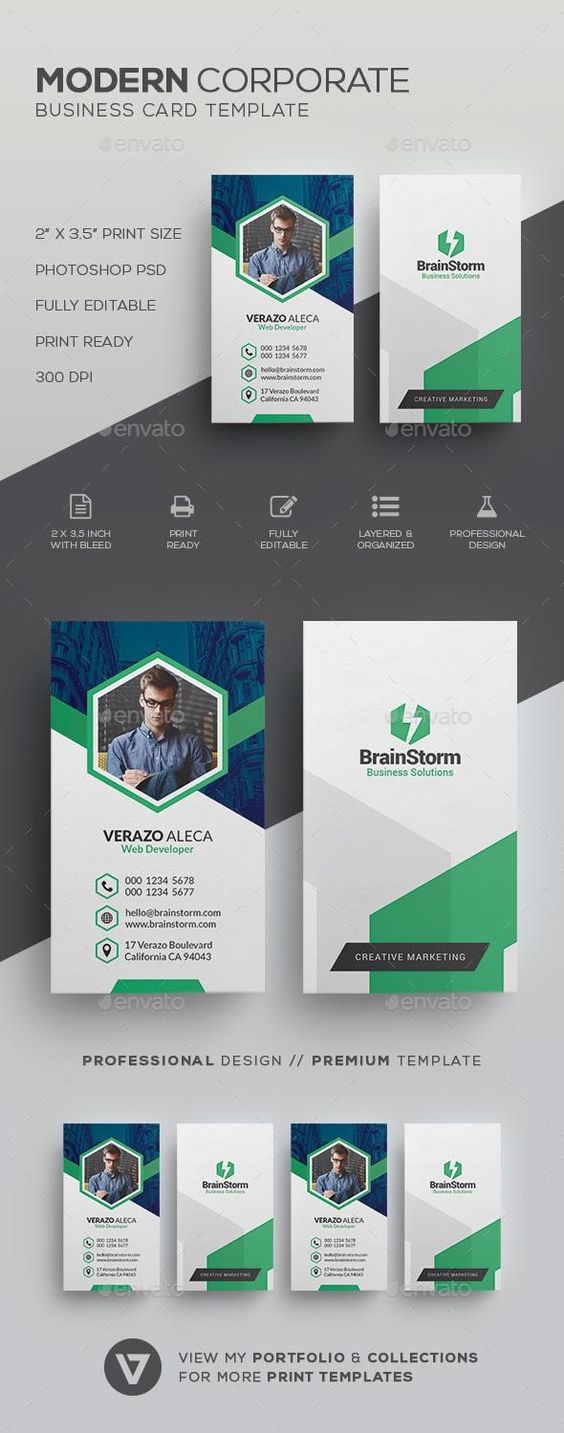 MODERN CORPORATE
BUSINESS CARD TEMPLATE
envato
envato
2" X 3.5" PRINT SIZE
PHOTOSHOP PSD
FULLY EDITABLE
PRINT READY
300 DPI
VERAZO ALECA
Web Developer
000 1234 5678
000 1234 5677
hello@brainstorm.com
www.brainstorm.com
17 Verazo Boulevard
California CA 94043
BrainStorm
Business Solutions
CREATIVE MARKETING
envato
envato
2 X 3.5 INCH
WITH BLEED
PRINT
READY
FULLY
EDITABLE
LAYERED &
ORGANIZED
PROFESSIONAL
DESIGN
envato
VERAZO ALECA
Web Developer
000 1234 5678
000 1234 5677
hello@brainstorm.com
www.brainstorm.com
17 Verazo Boulevard
California CA 94043
envato
BrainStorm
Business Solutions
CREATIVE MARKETING
envato
envato
PROFESSIONAL DESIGN // PREMIUM TEMPLATE
VERAZO ALECA
Web Developer
000 1234 5678
000 1234 5677
hello@brainstorm.com
www.brainstorm.com
17 Verazo Boulevard
California CA 94043
BrainStorm
Business Solutions
CREATIVE MARKETING
VERAZO ALECA
Web Developer
000 1234 5678
000 1234 5677
hello@brainstorm.com
www.brainstorm.com
17 Verazo Boulevard
California CA 94043
BrainStorm
Business Solutions
CREATIVE MARKETING
envato
envato
VIEW MY PORTFOLIO & COLLECTIONS
FOR MORE PRINT TEMPLATES